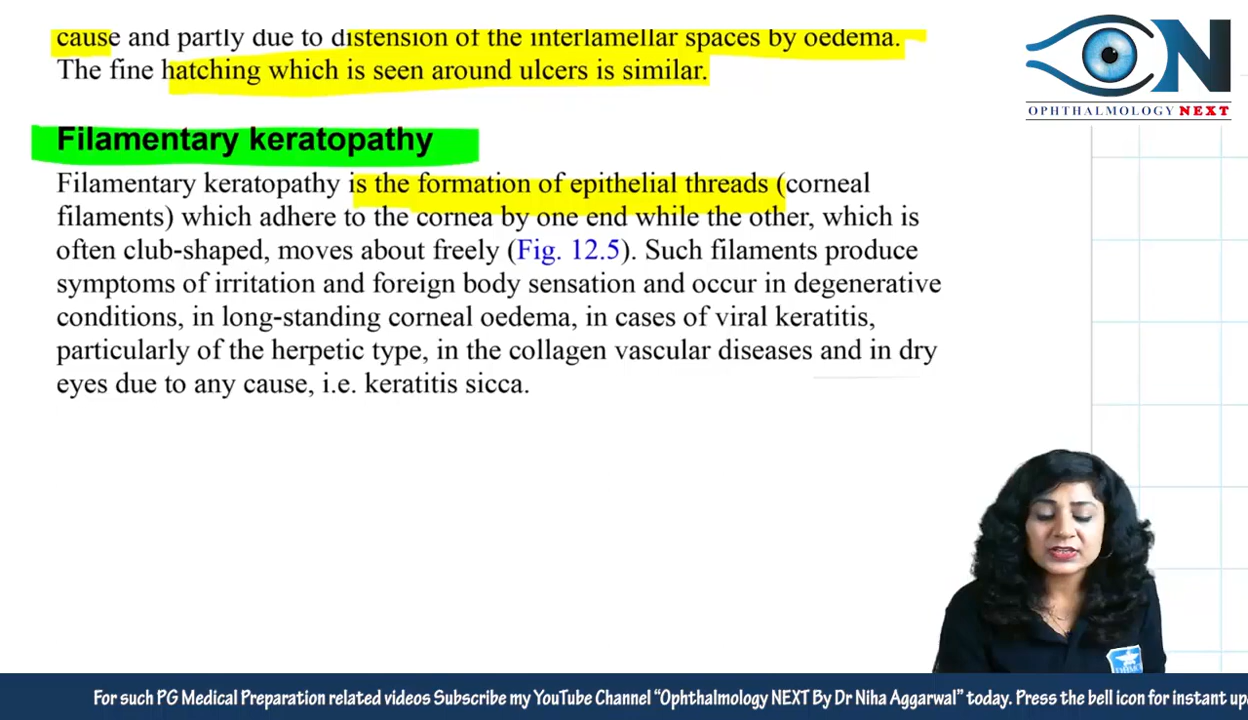 cause and partly due to distension of the interlamellar spaces by oedema.
The fine hatching which is seen around ulcers is similar.
ON
OPHTHALMOLOGY NEXT
Filamentary keratopathy
Filamentary keratopathy is the formation of epithelial threads (corneal
filaments) which adhere to the cornea by one end while the other, which is
often club-shaped, moves about freely (Fig. 12.5). Such filaments produce
symptoms of irritation and foreign body sensation and occur in degenerative
conditions, in long-standing corneal oedema, in cases of viral keratitis,
particularly of the herpetic type, in the collagen vascular diseases and in dry
eyes due to any cause, i.e. keratitis sicca.
For such PG Medical Preparation related videos Subscribe my YouTube Channel "Ophthalmology NEXT By Dr Niha Aggarwal" today. Press the bell icon for instant up